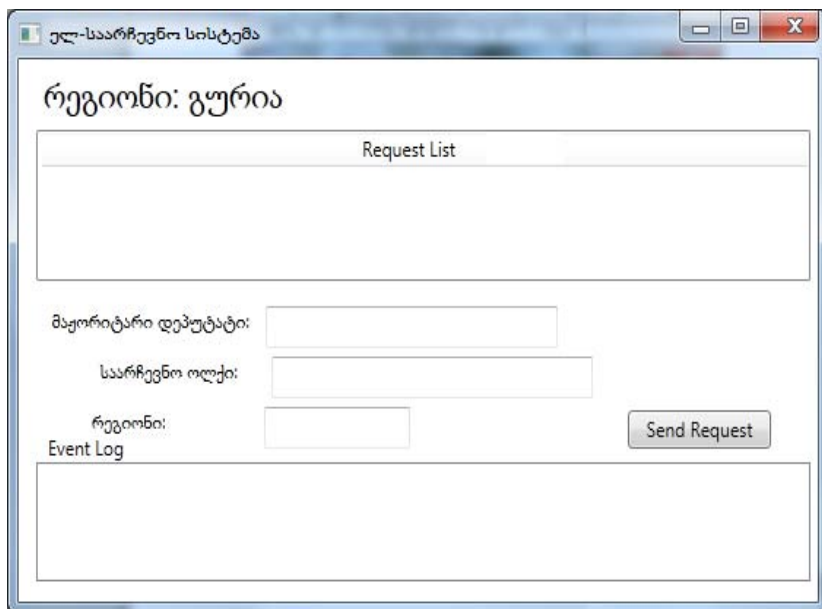 ელ-საარჩევნო სისტემა
რეგიონი: გურია
Request List
მაჟორიტარი დეპუტატი:
საარჩევნო ოლქი:
რეგიონი:
Send Request
Event Log